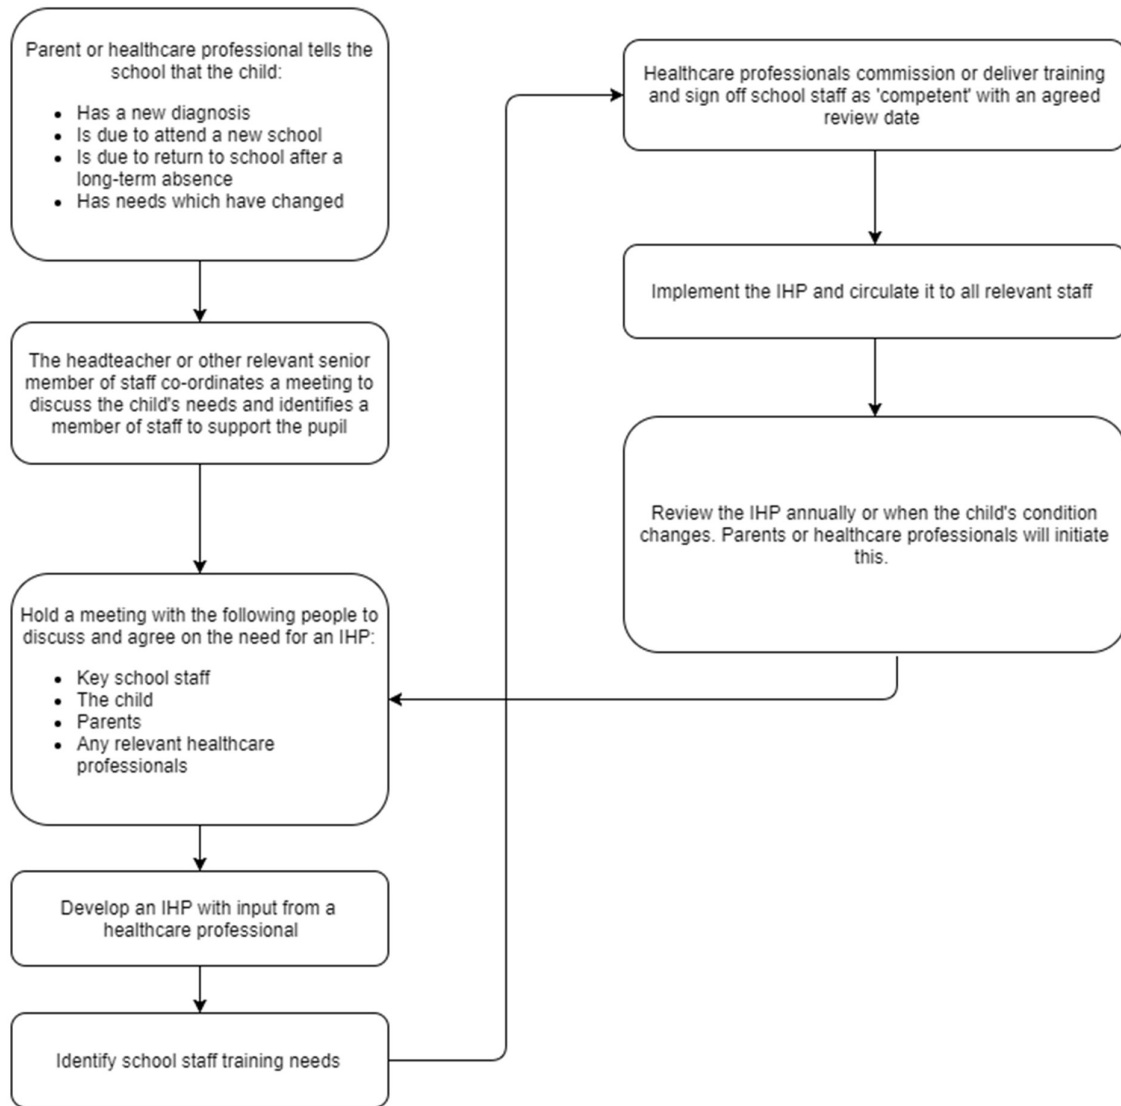 Parent or healthcare professional tells the
school that the child:
• Has a new diagnosis
• Is due to attend a new school
• Is due to return to school after a
long-term absence
• Has needs which have changed
The headteacher or other relevant senior
member of staff co-ordinates a meeting to
discuss the child's needs and identifies a
member of staff to support the pupil
Hold a meeting with the following people to
discuss and agree on the need for an IHP:
• Key school staff
• The child
• Parents
• Any relevant healthcare
professionals
Develop an IHP with input from a
healthcare professional
Identify school staff training needs
Healthcare professionals commission or deliver training
and sign off school staff as 'competent' with an agreed
review date
Implement the IHP and circulate it to all relevant staff
Review the IHP annually or when the child's condition
changes. Parents or healthcare professionals will initiate
this.